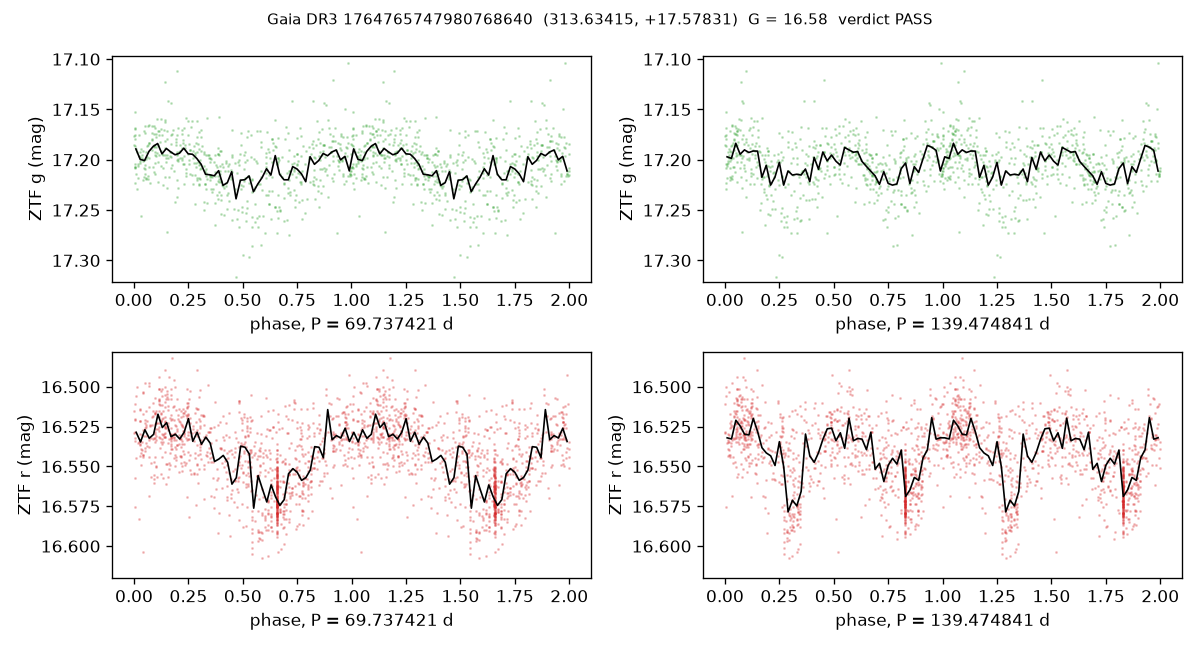 Gaia DR3 1764765747980768640 (313.63415, +17.57831) G = 16.58 verdict PASS
ZTF g (mag)
17.10
17.15
17.20
17.25
17.30
0.00 0.25 0.50 0.75 1.00 1.25 1.50 1.75 2.00
phase, P = 69.737421 d
ZTF g (mag)
17.10
17.15
17.20
17.25
17.30
0.00 0.25 0.50 0.75 1.00 1.25 1.50 1.75 2.00
phase, P = 139.474841 d
ZTF r (mag)
16.500
16.525
16.550
16.575
16.600
0.00 0.25 0.50 0.75 1.00 1.25 1.50 1.75 2.00
phase, P = 69.737421 d
ZTF r (mag)
16.500
16.525
16.550
16.575
16.600
0.00 0.25 0.50 0.75 1.00 1.25 1.50 1.75 2.00
phase, P = 139.474841 d